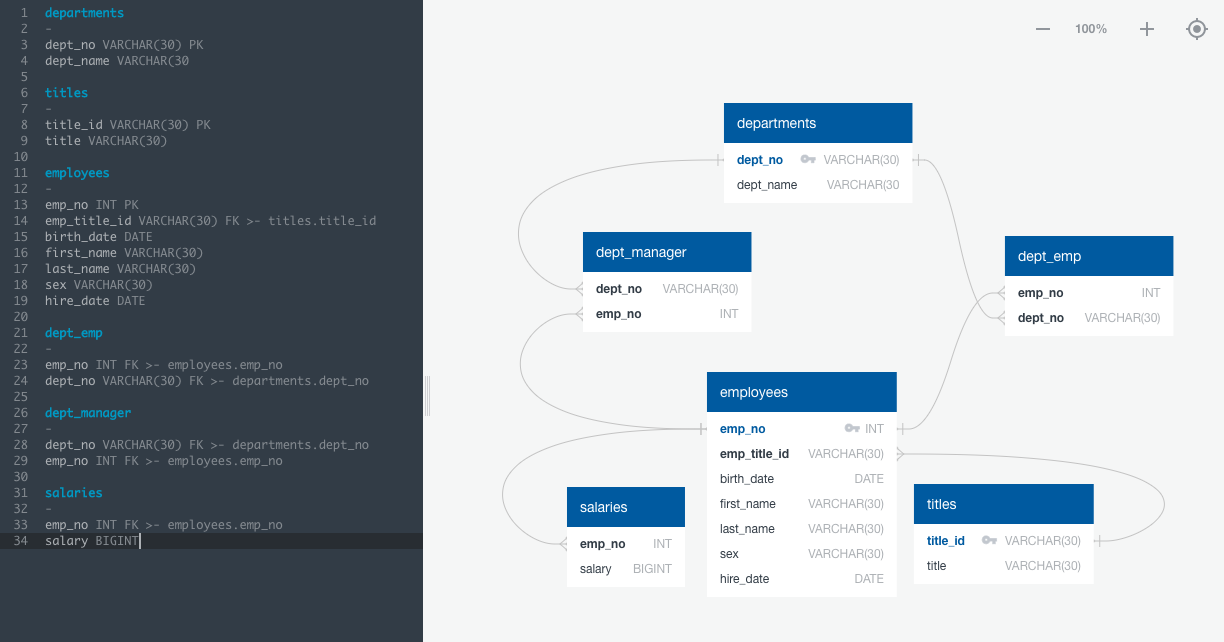 1 departments
2 -
3 dept_no VARCHAR(30) PK
4 dept_name VARCHAR(30
5
6 titles
7 -
8 title_id VARCHAR(30) PK
9 title VARCHAR(30)
10
11 employees
12 -
13 emp_no INT PK
14 emp_title_id VARCHAR(30) FK >- titles.title_id
15 birth_date DATE
16 first_name VARCHAR(30)
17 last_name VARCHAR(30)
18 sex VARCHAR(30)
19 hire_date DATE
20
21 dept_emp
22 -
23 emp_no INT FK >- employees.emp_no
24 dept_no VARCHAR(30) FK >- departments.dept_no
25
26 dept_manager
27 -
28 dept_no VARCHAR(30) FK >- departments.dept_no
29 emp_no INT FK >- employees.emp_no
30
31 salaries
32 -
33 emp_no INT FK >- employees.emp_no
34 salary BIGINT
100%
departments
dept_no VARCHAR(30)
dept_name VARCHAR(30
dept_manager
dept_no VARCHAR(30)
emp_no INT
dept_emp
emp_no INT
dept_no VARCHAR(30)
employees
emp_no INT
emp_title_id VARCHAR(30)
birth_date DATE
first_name VARCHAR(30)
last_name VARCHAR(30)
sex VARCHAR(30)
hire_date DATE
salaries
emp_no INT
salary BIGINT
titles
title_id VARCHAR(30)
title VARCHAR(30)